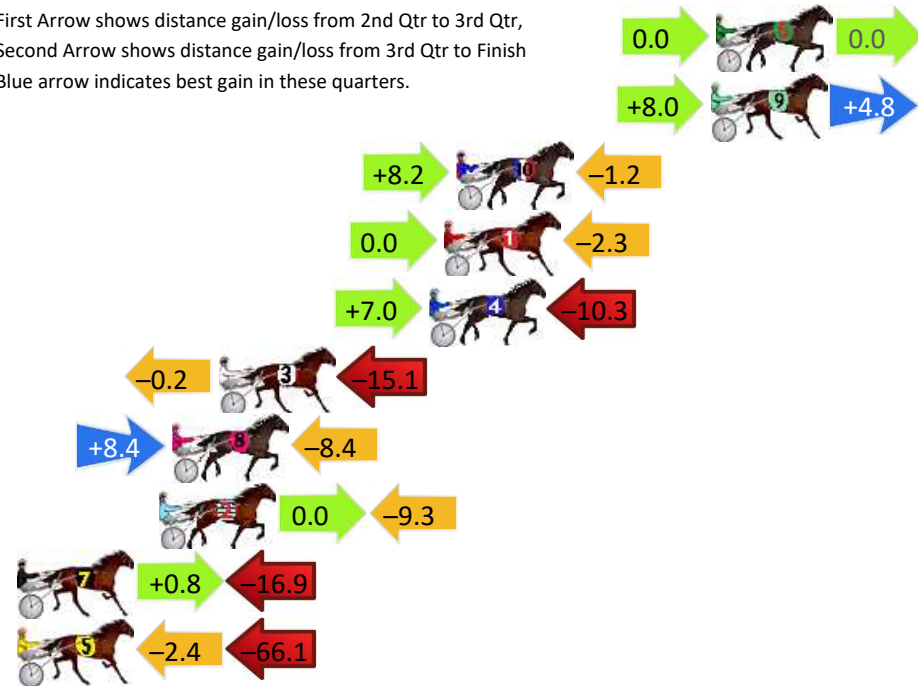 First Arrow shows distance gain/loss from 2nd Qtr to 3rd Qtr,
Second Arrow shows distance gain/loss from 3rd Qtr to Finish
Blue arrow indicates best gain in these quarters.
0.0 6 0.0
+8.0 9 +4.8
+8.2 10 –1.2
0.0 1 –2.3
+7.0 4 –10.3
–0.2 3 –15.1
+8.4 8 –8.4
2 0.0 –9.3
7 +0.8 –16.9
5 –2.4 –66.1